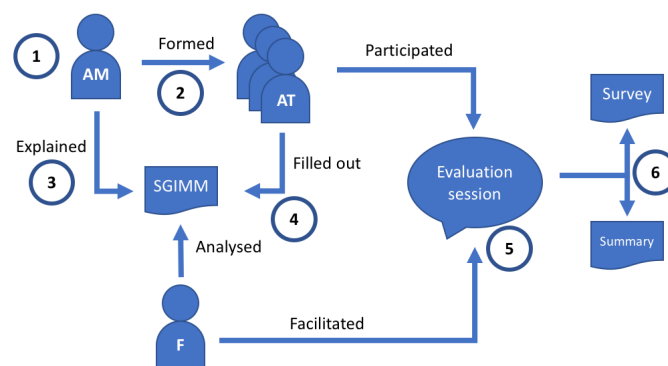 1
AM
Formed
2
AT
Participated
Survey
Explained
3
SGIMM
Filled out
4
Evaluation
session
6
5
Summary
Analysed
F
Facilitated